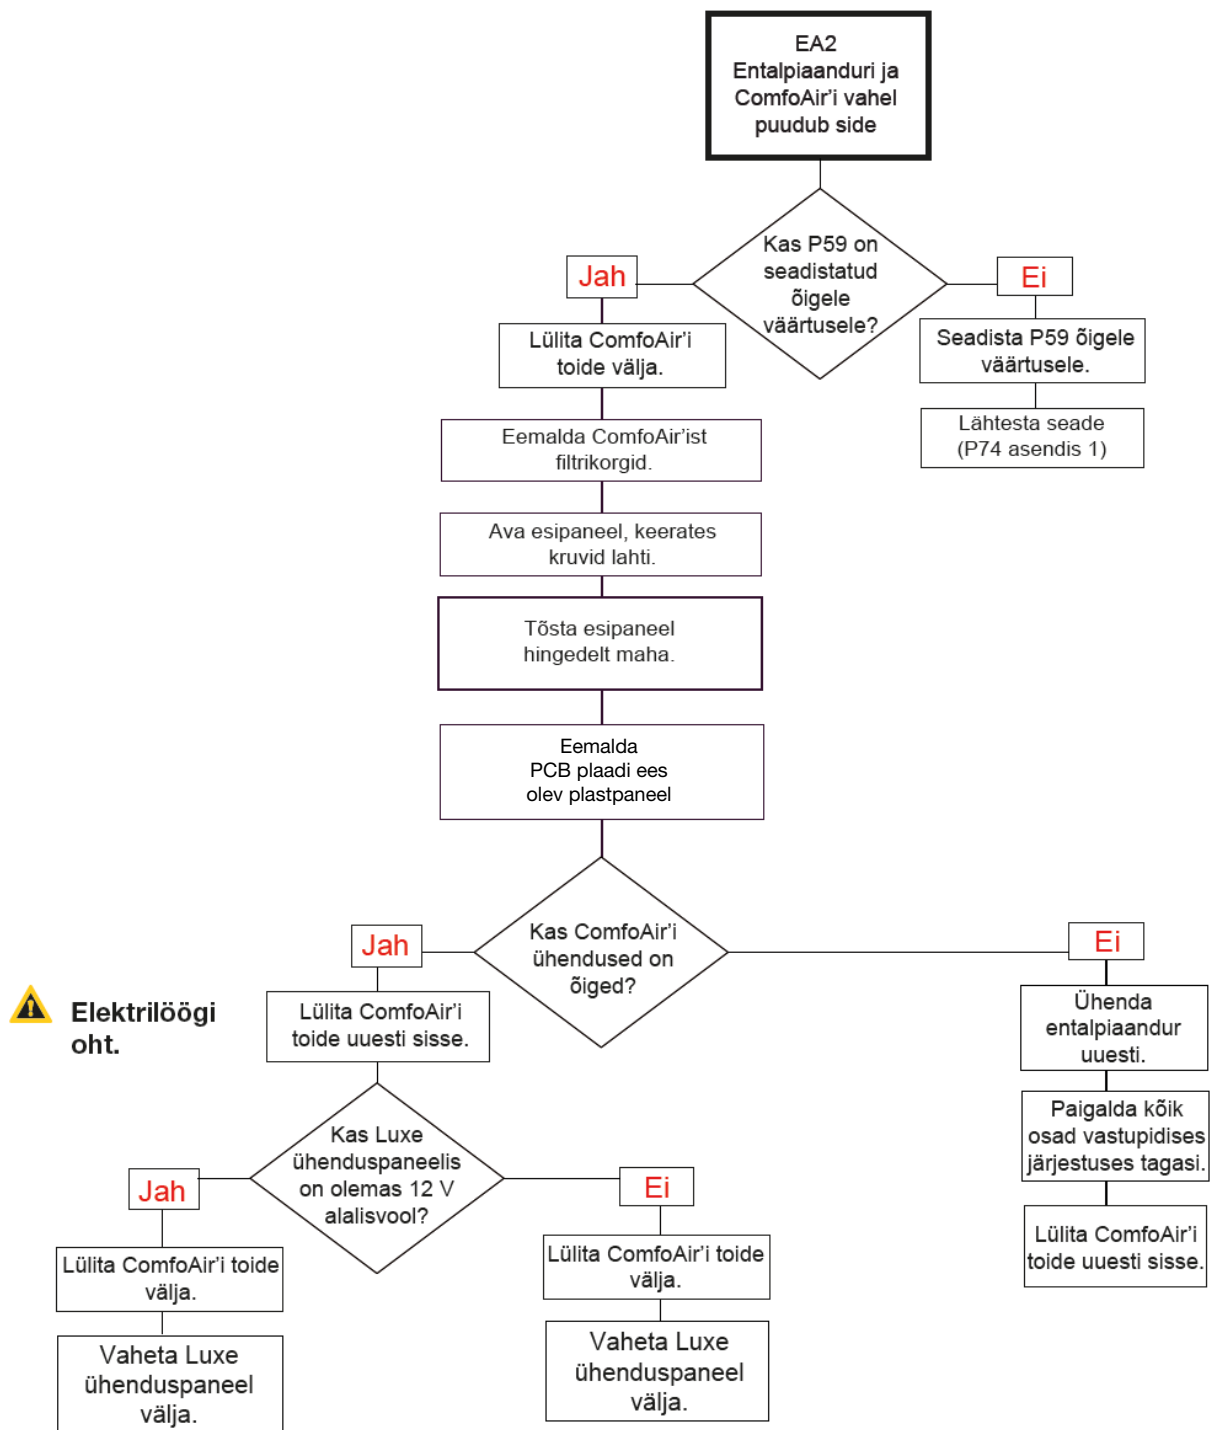 EA2
Entalpiaanduri ja
ComfoAir'i vahel
puudub side
Kas P59 on
seadistatud
õigele
väärtusele?
Jah
Ei
Lülita ComfoAir'i
toide välja.
Seadista P59 õigele
väärtusele.
Eemalda ComfoAir'ist
filtrikorgid.
Lähtesta seade
(P74 asendis 1)
Ava esipaneel, keerates
kruvid lahti.
Tõsta esipaneel
hingedelt maha.
Eemalda
PCB plaadi ees
olev plastpaneel
Kas ComfoAir'i
ühendused on
õiged?
Jah
Ei
Elektrilöögi
oht.
Lülita ComfoAir'i
toide uuesti sisse.
Ühenda
entalpiaandur
uuesti.
Kas Luxe
ühenduspaneelis
on olemas 12 V
alalisvool?
Paigalda kõik
osad vastupidises
järjestuses tagasi.
Jah
Ei
Lülita ComfoAir'i
toide uuesti sisse.
Lülita ComfoAir'i toide
välja.
Lülita ComfoAir'i toide
välja.
Vaheta Luxe
ühenduspaneel
välja.
Vaheta Luxe
ühenduspaneel
välja.